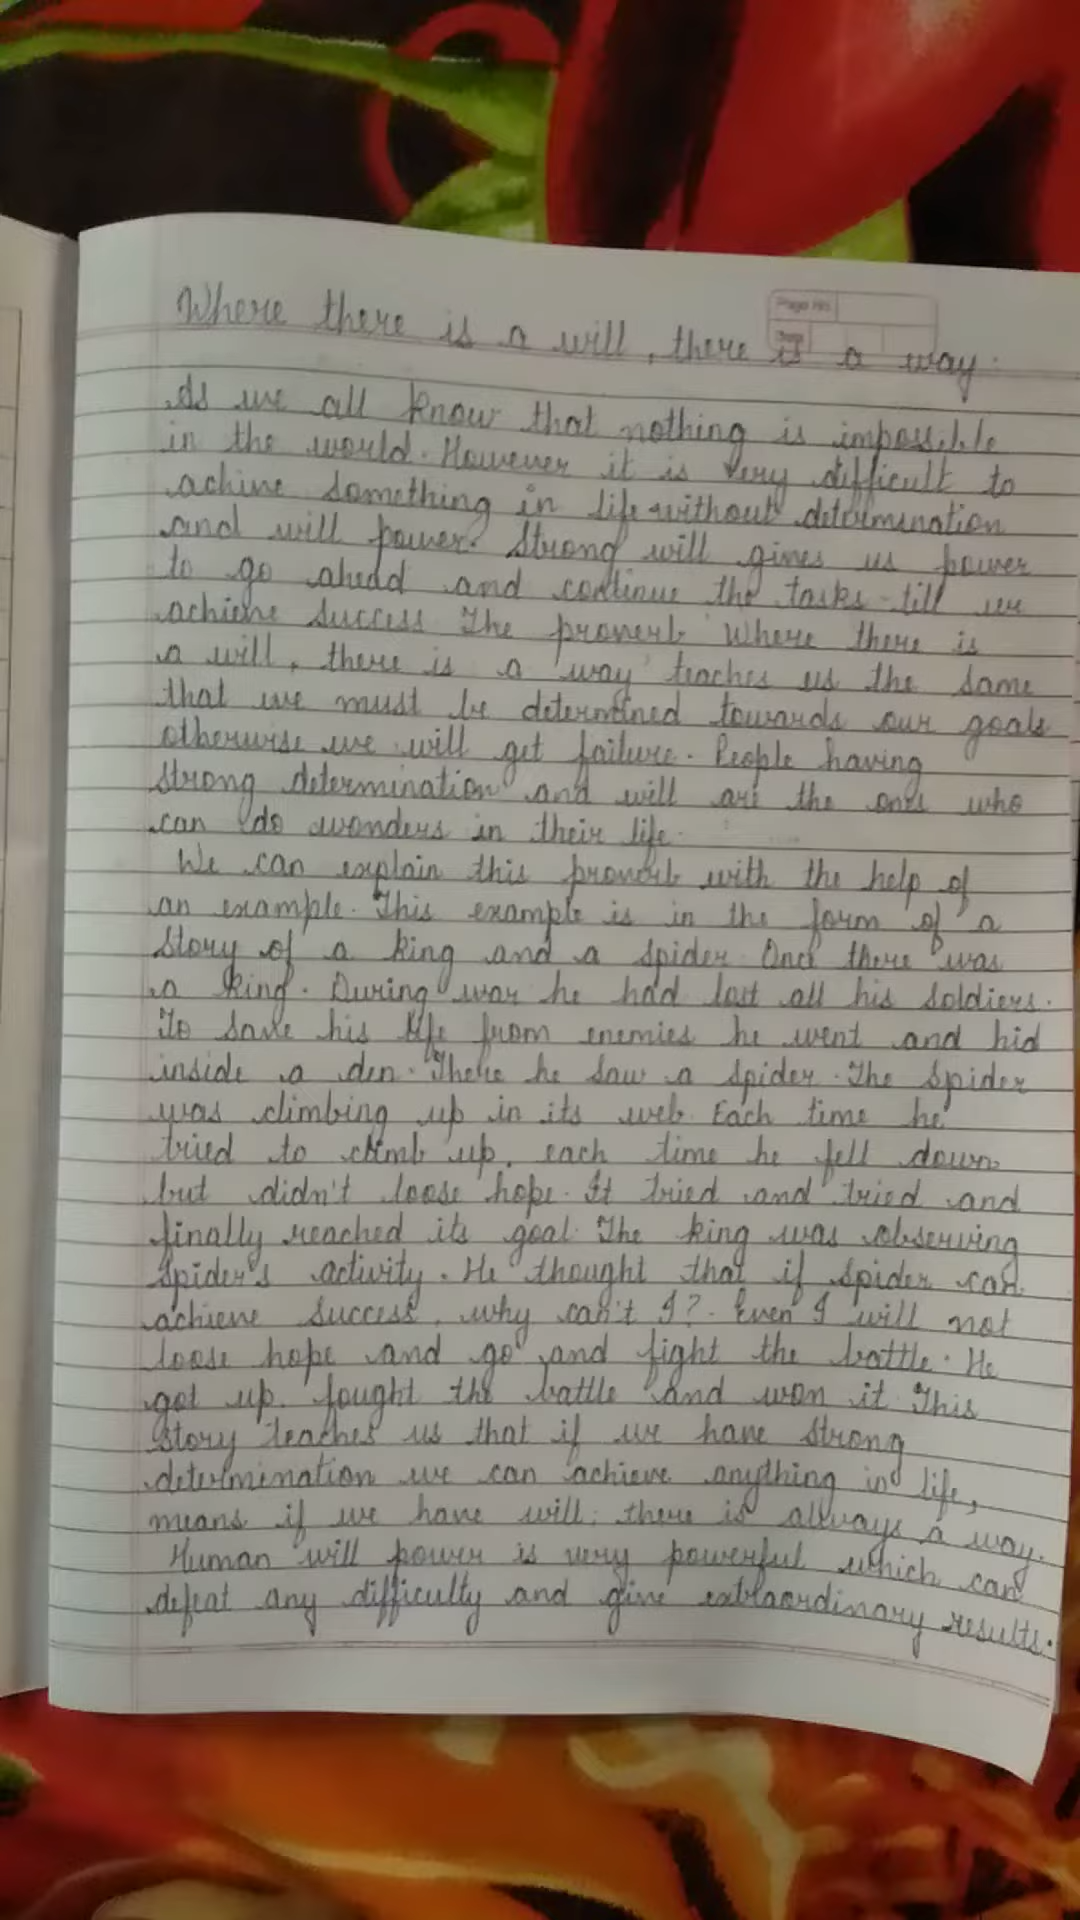 Page No.
Date
Where there is a will, there is a way.
As we all know that nothing is impossible
in the world. However it is very difficult to
achive something in life without determination
and will power. Strong will gives us power
to go ahead and continue the tasks till we
achieve success. The proverb 'Where there is
a will, there is a way' teaches us the same
that we must be determined towards our goals
otherwise we will get failure. People having
strong determination and will are the ones who
can do wonders in their life.
We can explain this proverb with the help of
an example. This example is in the form of a
story of a king and a spider. Once there was
a king. During war he had lost all his soldiers.
To save his life from enemies he went and hid
inside a den. There he saw a spider. The spider
was climbing up in its web. Each time he
tried to climb up, each time he fell down
but didn't loose hope. It tried and tried and
finally reached its goal. The king was observing
spider's activity. He thought that if spider can
achieve success, why can't I?. Even I will not
loose hope and go and fight the battle. He
got up, fought the battle and won it. This
story teaches us that if we have strong
determination we can achieve anything in life,
means if we have will, there is always a way.
Human will power is very powerful which can
defeat any difficulty and give extraordinary results.